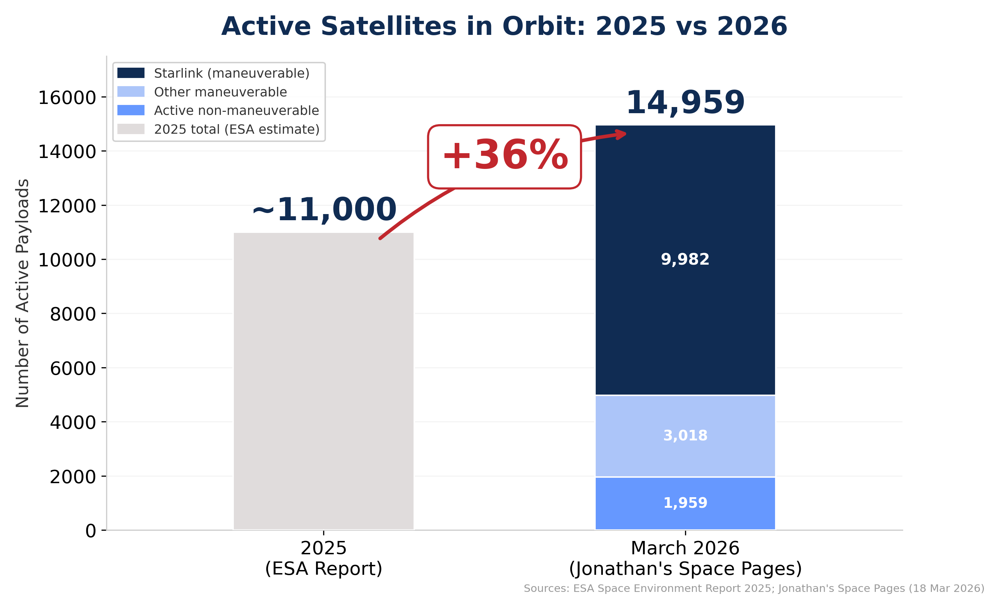 Active Satellites in Orbit: 2025 vs 2026
Starlink (maneuverable)
Other maneuverable
Active non-maneuverable
2025 total (ESA estimate)
Number of Active Payloads
16000
14000
12000
10000
8000
6000
4000
2000
0
~11,000
+36%
14,959
9,982
3,018
1,959
2025
(ESA Report)
March 2026
(Jonathan's Space Pages)
Sources: ESA Space Environment Report 2025; Jonathan's Space Pages (18 Mar 2026)